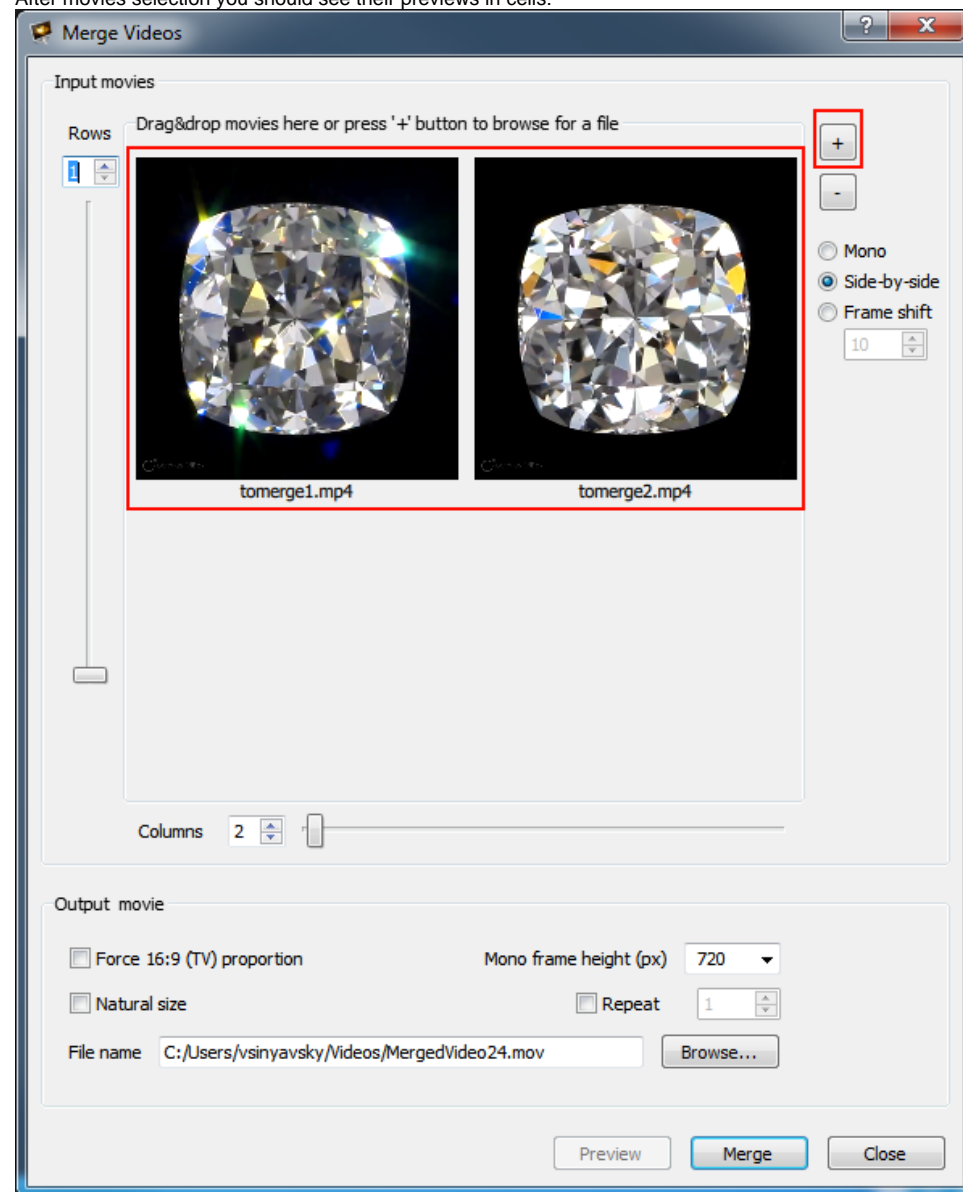 After movies selection you should see their previews in cells:
Merge Videos
?
X
Input movies
Rows
Drag&drop movies here or press '+' button to browse for a file
+
1
-
Mono
Side-by-side
Frame shift
10
tomerge1.mp4
tomerge2.mp4
Columns 2
Output movie
Force 16:9 (TV) proportion
Mono frame height (px) 720
Natural size
Repeat 1
File name C:/Users/vsinyavsky/Videos/MergedVideo24.mov Browse...
Preview Merge Close